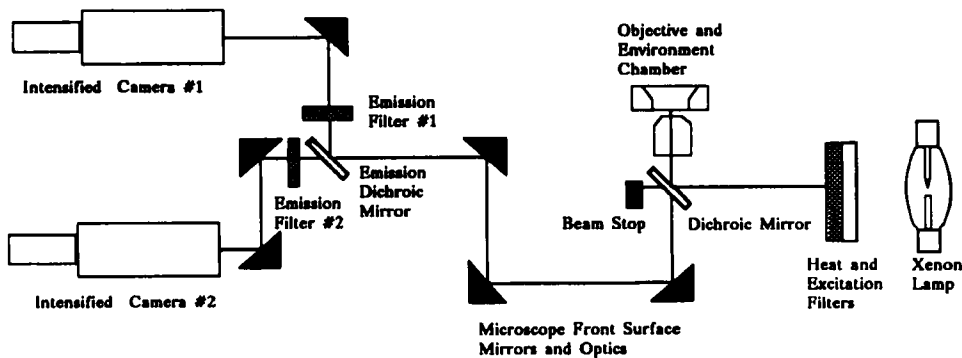 Intensified Camera #1
Emission
Filter #1
Emission
Dichroic
Mirror
Emission
Filter #2
Intensified Camera #2
Objective and
Environment
Chamber
Beam Stop
Dichroic Mirror
Heat and
Excitation
Filters
Xenon
Lamp
Microscope Front Surface
Mirrors and Optics